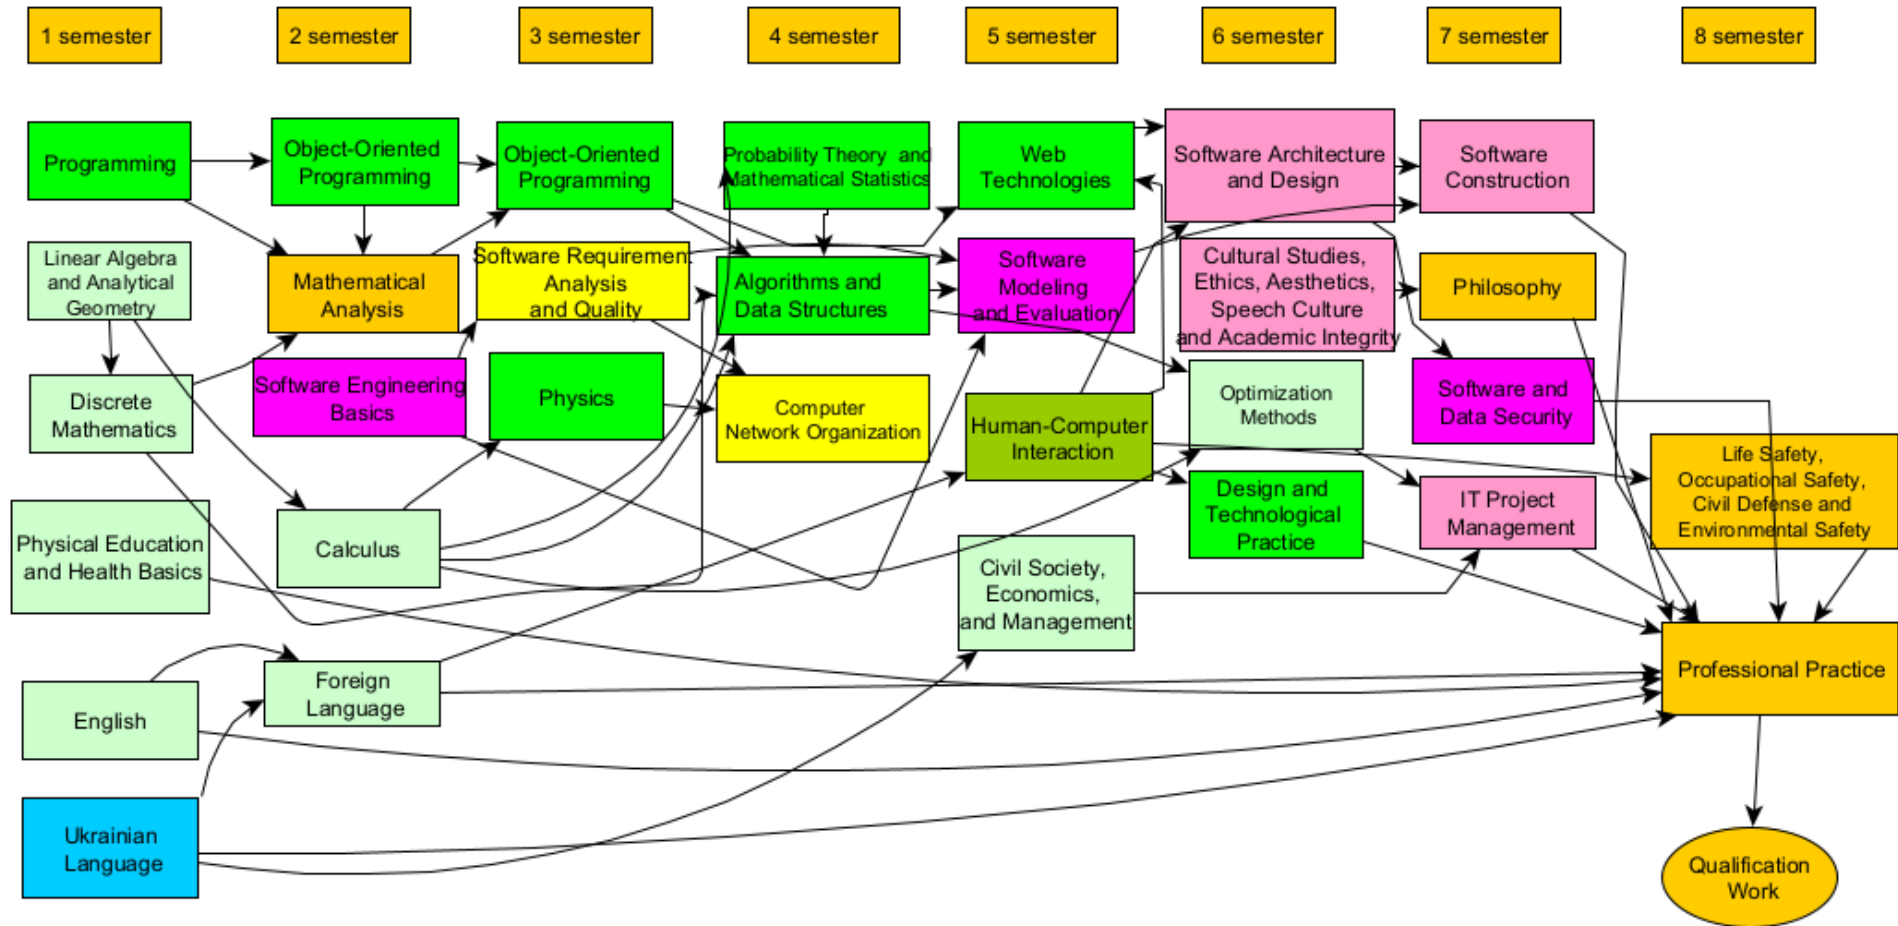 1 semester
2 semester
3 semester
4 semester
5 semester
6 semester
7 semester
8 semester
Programming
Linear Algebra
and Analytical
Geometry
Discrete
Mathematics
Physical Education
and Health Basics
English
Ukrainian
Language
Object-Oriented
Programming
Mathematical
Analysis
Software Engineering
Basics
Calculus
Foreign
Language
Object-Oriented
Programming
Software Requirement
Analysis
and Quality
Physics
Probability Theory and
Mathematical Statistics
Algorithms and
Data Structures
Computer
Network Organization
Web
Technologies
Software
Modeling
and Evaluation
Human-Computer
Interaction
Civil Society,
Economics,
and Management
Software Architecture
and Design
Cultural Studies,
Ethics, Aesthetics,
Speech Culture
and Academic Integrity
Optimization
Methods
Design and
Technological
Practice
Software
Construction
Philosophy
Software and
Data Security
IT Project
Management
Life Safety,
Occupational Safety,
Civil Defense and
Environmental Safety
Professional Practice
Qualification
Work